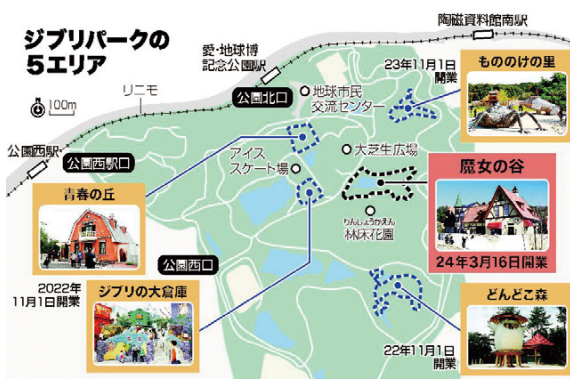 ジブリパークの
5エリア
陶磁資料館南駅
愛・地球博
記念公園駅
23年11月1日
開業
もののけの里
100m
リニモ
公園北口
地球市民
交流センター
公園西駅
公園西駅口
アイス
スケート場
大芝生広場
魔女の谷
24年3月16日開業
青春の丘
りんしょうかえん
林床花園
公園西口
2022年
11月1日開業
ジブリの大倉庫
どんどこ森
22年11月1日
開業